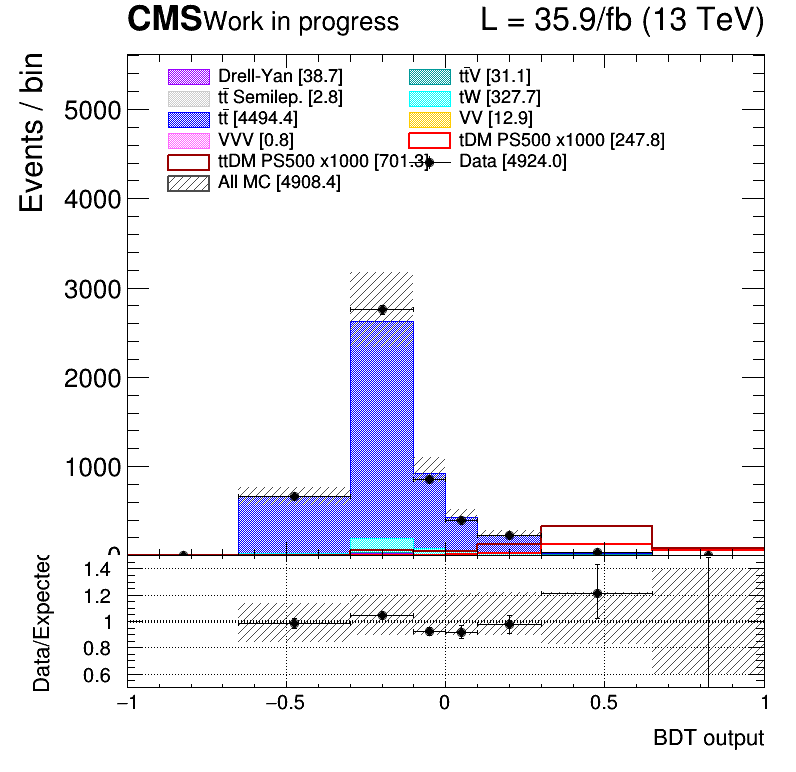 CMS Work in progress L = 35.9/fb (13 TeV)
Events / bin
Drell-Yan [38.7] tt̄V [31.1]
tt̄ Semilep. [2.8] tW [327.7]
tt̄ [4494.4] VV [12.9]
VVV [0.8] tDM PS500 x1000 [247.8]
ttDM PS500 x1000 [701.3] Data [4924.0]
All MC [4908.4]
5000
4000
3000
2000
1000
0
Data/Expected
1.4
1.2
1
0.8
0.6
−1 −0.5 0 0.5 1
BDT output